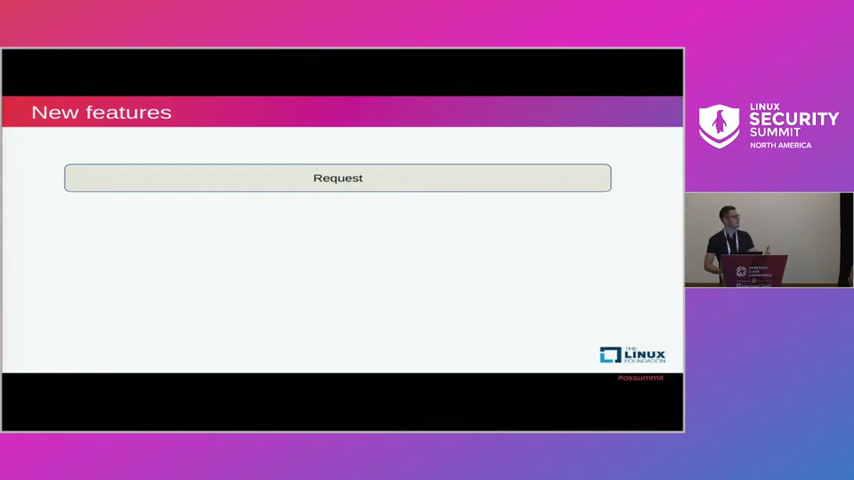 New features
Request
THE
LINUX
FOUNDATION
#ossummit
LINUX
SECURITY
SUMMIT
NORTH AMERICA